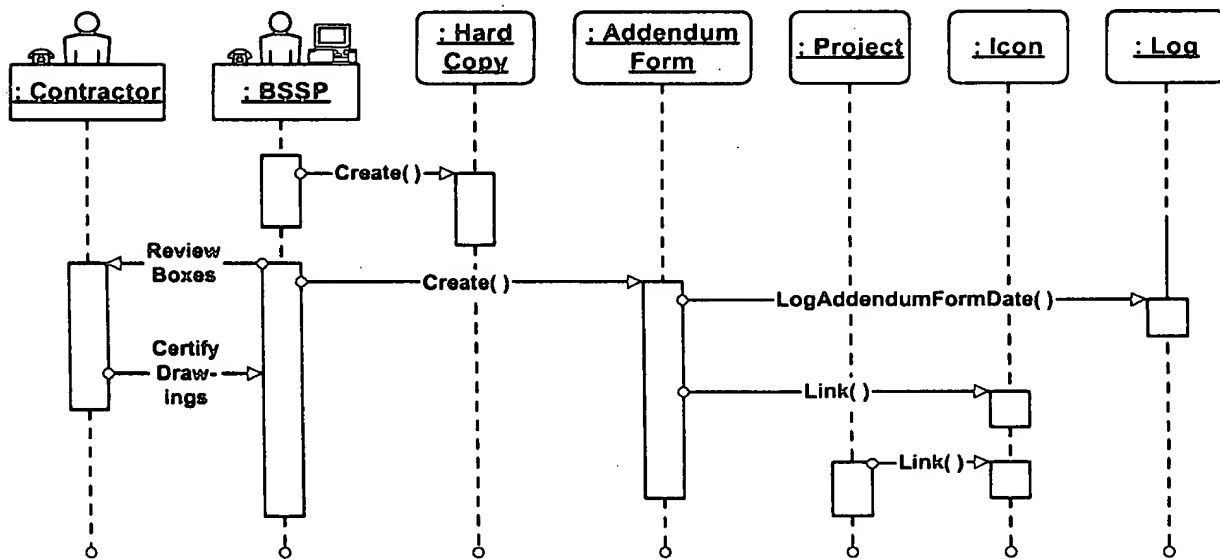 : Contractor
: BSSP
: Hard
Copy
: Addendum
Form
: Project
: Icon
: Log
Create( )
Review
Boxes
Create( )
LogAddendumFormDate( )
Certify
Draw-
ings
Link( )
Link( )